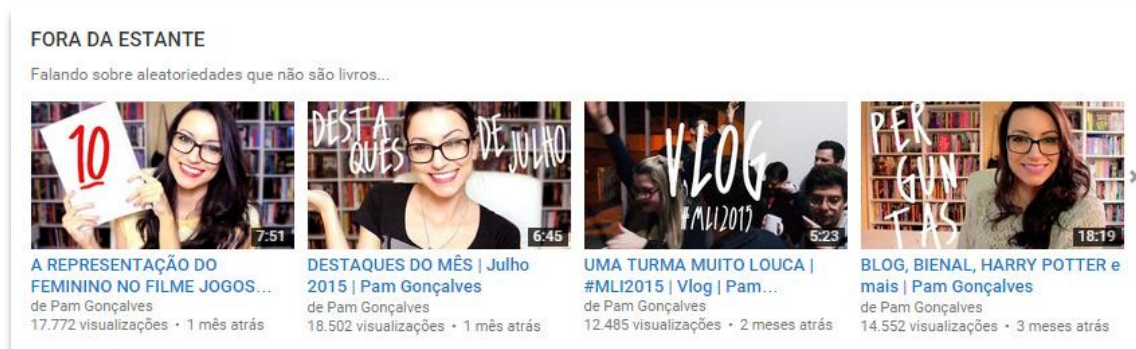 FORA DA ESTANTE
Falando sobre aleatoriedades que não são livros...
10
7:51
DESTA
QUES
DE JULHO
6:45
VLOG
#MLI2015
5:23
PER
GUN
TAS
18:19
A REPRESENTAÇÃO DO
FEMININO NO FILME JOGOS...
de Pam Gonçalves
17.772 visualizações • 1 mês atrás
DESTAQUES DO MÊS | Julho
2015 | Pam Gonçalves
de Pam Gonçalves
18.502 visualizações • 1 mês atrás
UMA TURMA MUITO LOUCA |
#MLI2015 | Vlog | Pam...
de Pam Gonçalves
12.485 visualizações • 2 meses atrás
BLOG, BIENAL, HARRY POTTER e
mais | Pam Gonçalves
de Pam Gonçalves
14.552 visualizações • 3 meses atrás